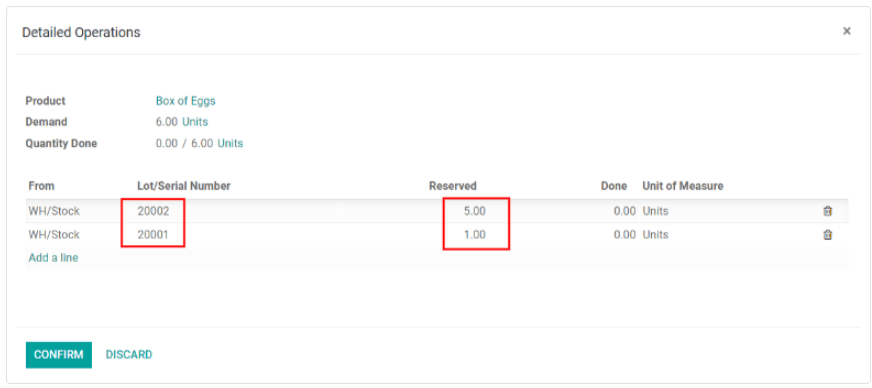 Detailed Operations ×
Product Box of Eggs
Demand 6.00 Units
Quantity Done 0.00 / 6.00 Units
From Lot/Serial Number Reserved Done Unit of Measure
WH/Stock 20002 5.00 0.00 Units
WH/Stock 20001 1.00 0.00 Units
Add a line
CONFIRM DISCARD